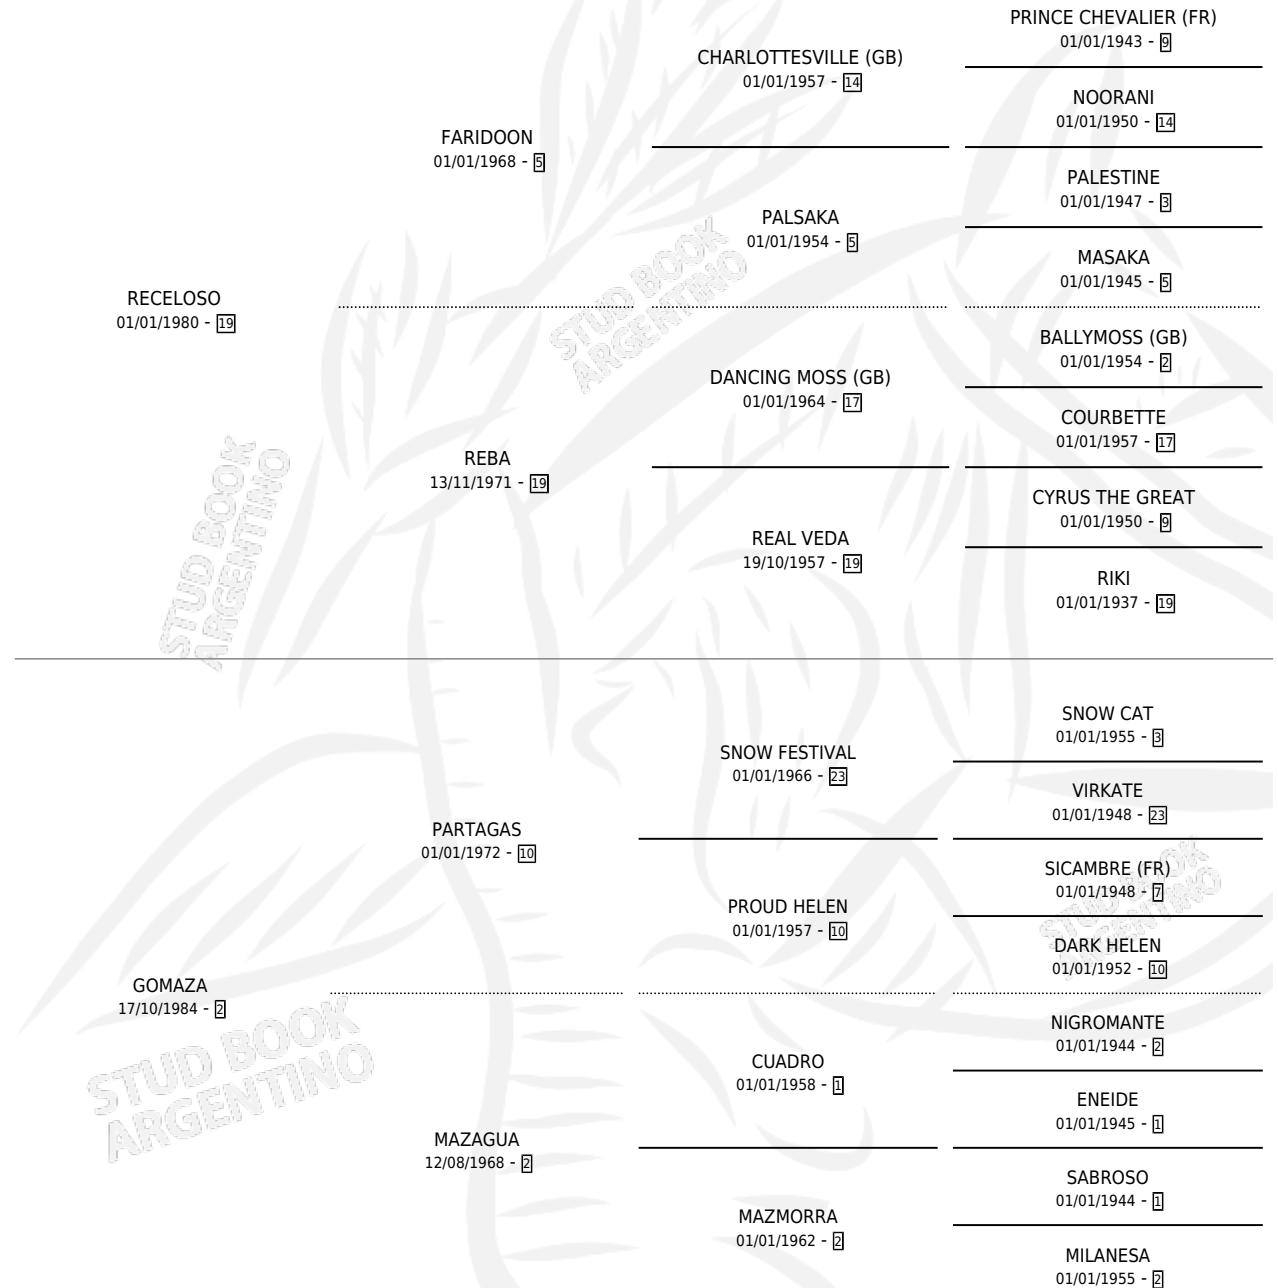 PRINCE CHEVALIER (FR)
01/01/1943 - 9
CHARLOTTESVILLE (GB)
01/01/1957 - 14
NOORANI
01/01/1950 - 14
FARIDOON
01/01/1968 - 5
PALESTINE
01/01/1947 - 3
PALSAKA
01/01/1954 - 5
MASAKA
01/01/1945 - 5
RECELOSO
01/01/1980 - 19
BALLYMOSS (GB)
01/01/1954 - 2
DANCING MOSS (GB)
01/01/1964 - 17
COURBETTE
01/01/1957 - 17
REBA
13/11/1971 - 19
CYRUS THE GREAT
01/01/1950 - 9
REAL VEDA
19/10/1957 - 19
RIKI
01/01/1937 - 19
STUD BOOK
ARGENTINO
STUD BOOK
ARGENTINO
SNOW CAT
01/01/1955 - 3
SNOW FESTIVAL
01/01/1966 - 23
VIRKATE
01/01/1948 - 23
PARTAGAS
01/01/1972 - 10
SICAMBRE (FR)
01/01/1948 - 7
PROUD HELEN
01/01/1957 - 10
DARK HELEN
01/01/1952 - 10
GOMAZA
17/10/1984 - 2
NIGROMANTE
01/01/1944 - 2
CUADRO
01/01/1958 - 1
ENEIDE
01/01/1945 - 1
MAZAGUA
12/08/1968 - 2
SABROSO
01/01/1944 - 1
MAZMORRA
01/01/1962 - 2
MILANESA
01/01/1955 - 2
STUD BOOK
ARGENTINO
STUD BOOK
ARGENTINO